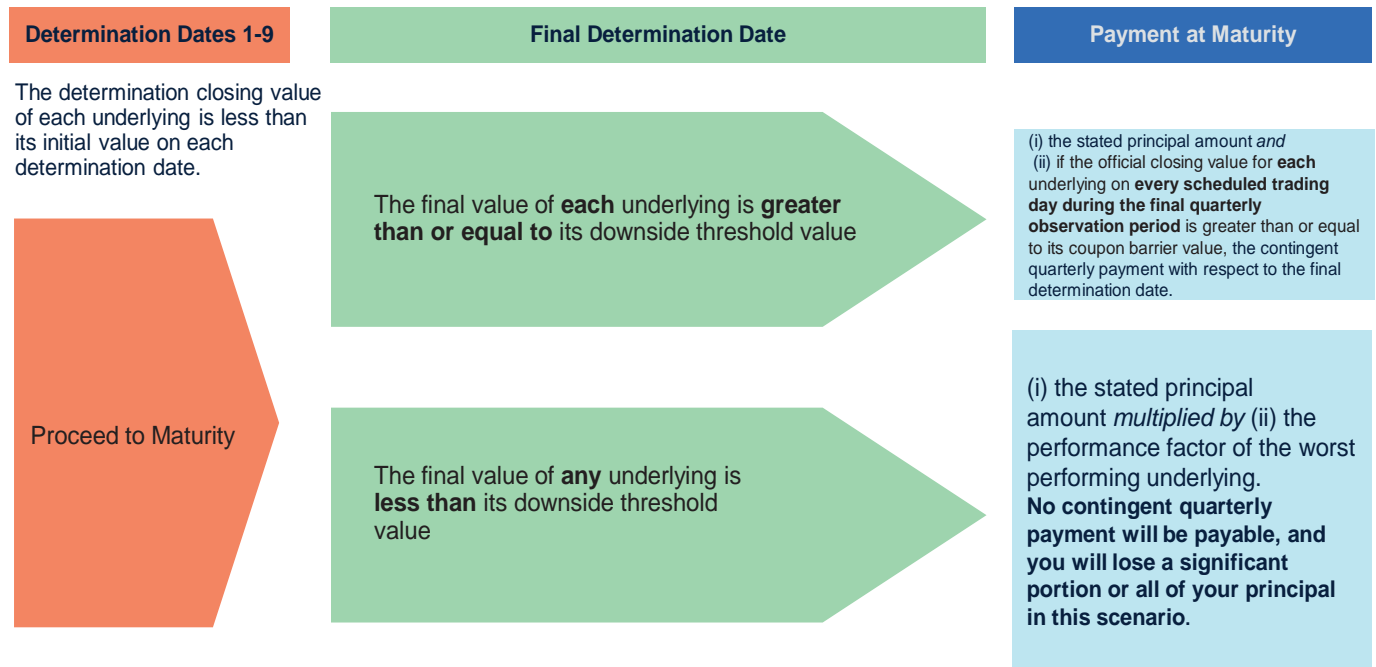 Determination Dates 1-9
Final Determination Date
Payment at Maturity
The determination closing value
of each underlying is less than
its initial value on each
determination date.
Proceed to Maturity
The final value of each underlying is greater
than or equal to its downside threshold value
(i) the stated principal amount and
(ii) if the official closing value for each
underlying on every scheduled trading
day during the final quarterly
observation period is greater than or equal
to its coupon barrier value, the contingent
quarterly payment with respect to the final
determination date.
The final value of any underlying is
less than its downside threshold
value
(i) the stated principal
amount multiplied by (ii) the
performance factor of the worst
performing underlying.
No contingent quarterly
payment will be payable, and
you will lose a significant
portion or all of your principal
in this scenario.